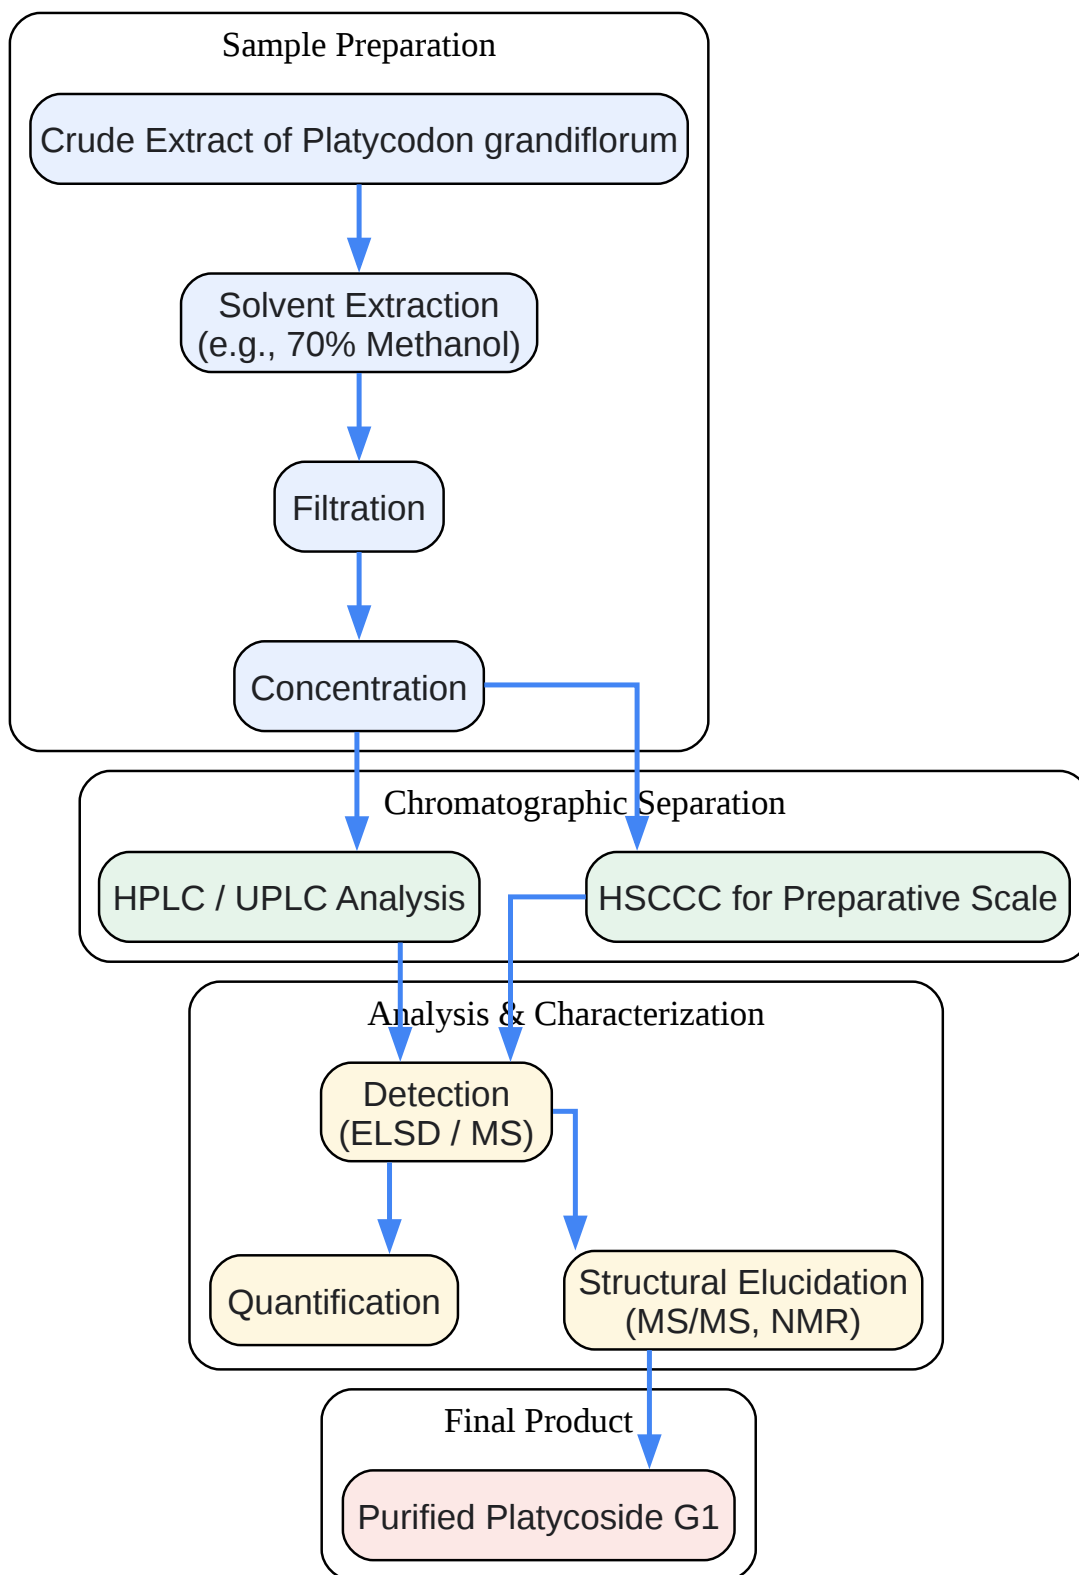 Sample Preparation
Crude Extract of Platycodon grandiflorum
Solvent Extraction
(e.g., 70% Methanol)
Filtration
Concentration
Chromatographic Separation
HPLC / UPLC Analysis
HSCCC for Preparative Scale
Analysis & Characterization
Detection
(ELSD / MS)
Quantification
Structural Elucidation
(MS/MS, NMR)
Final Product
Purified Platycoside G1